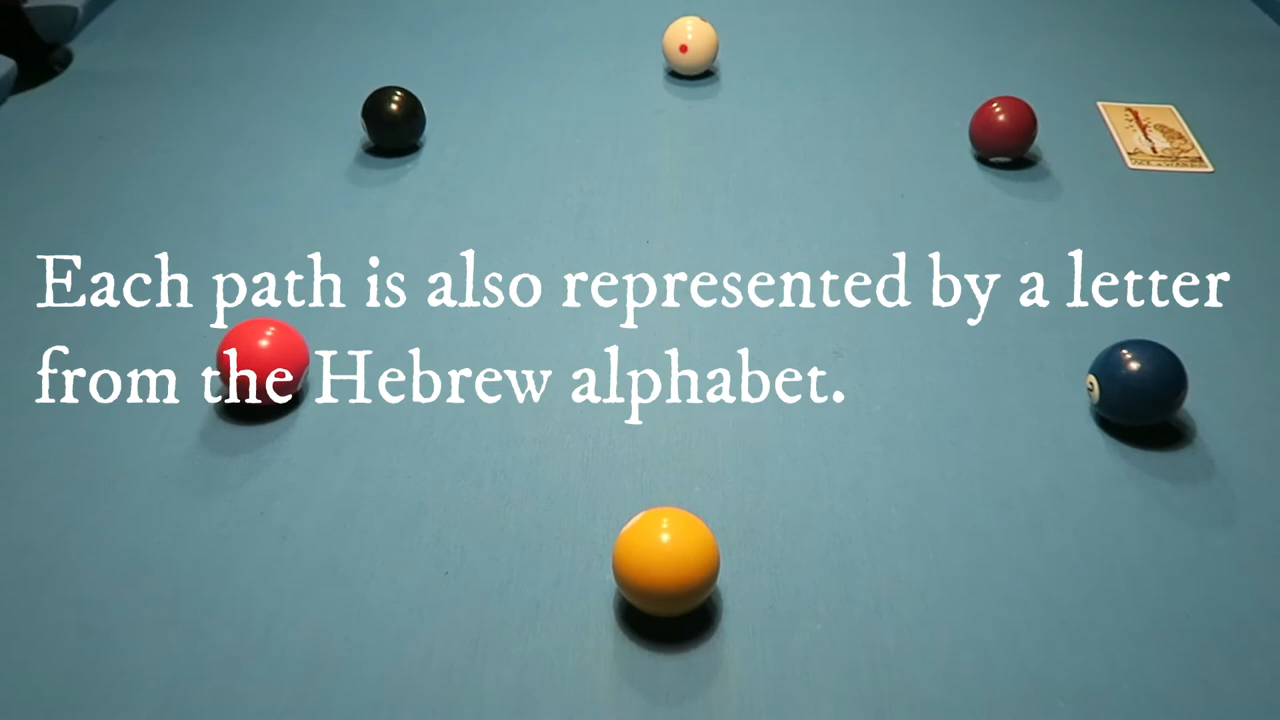 Each path is also represented by a letter
from the Hebrew alphabet.